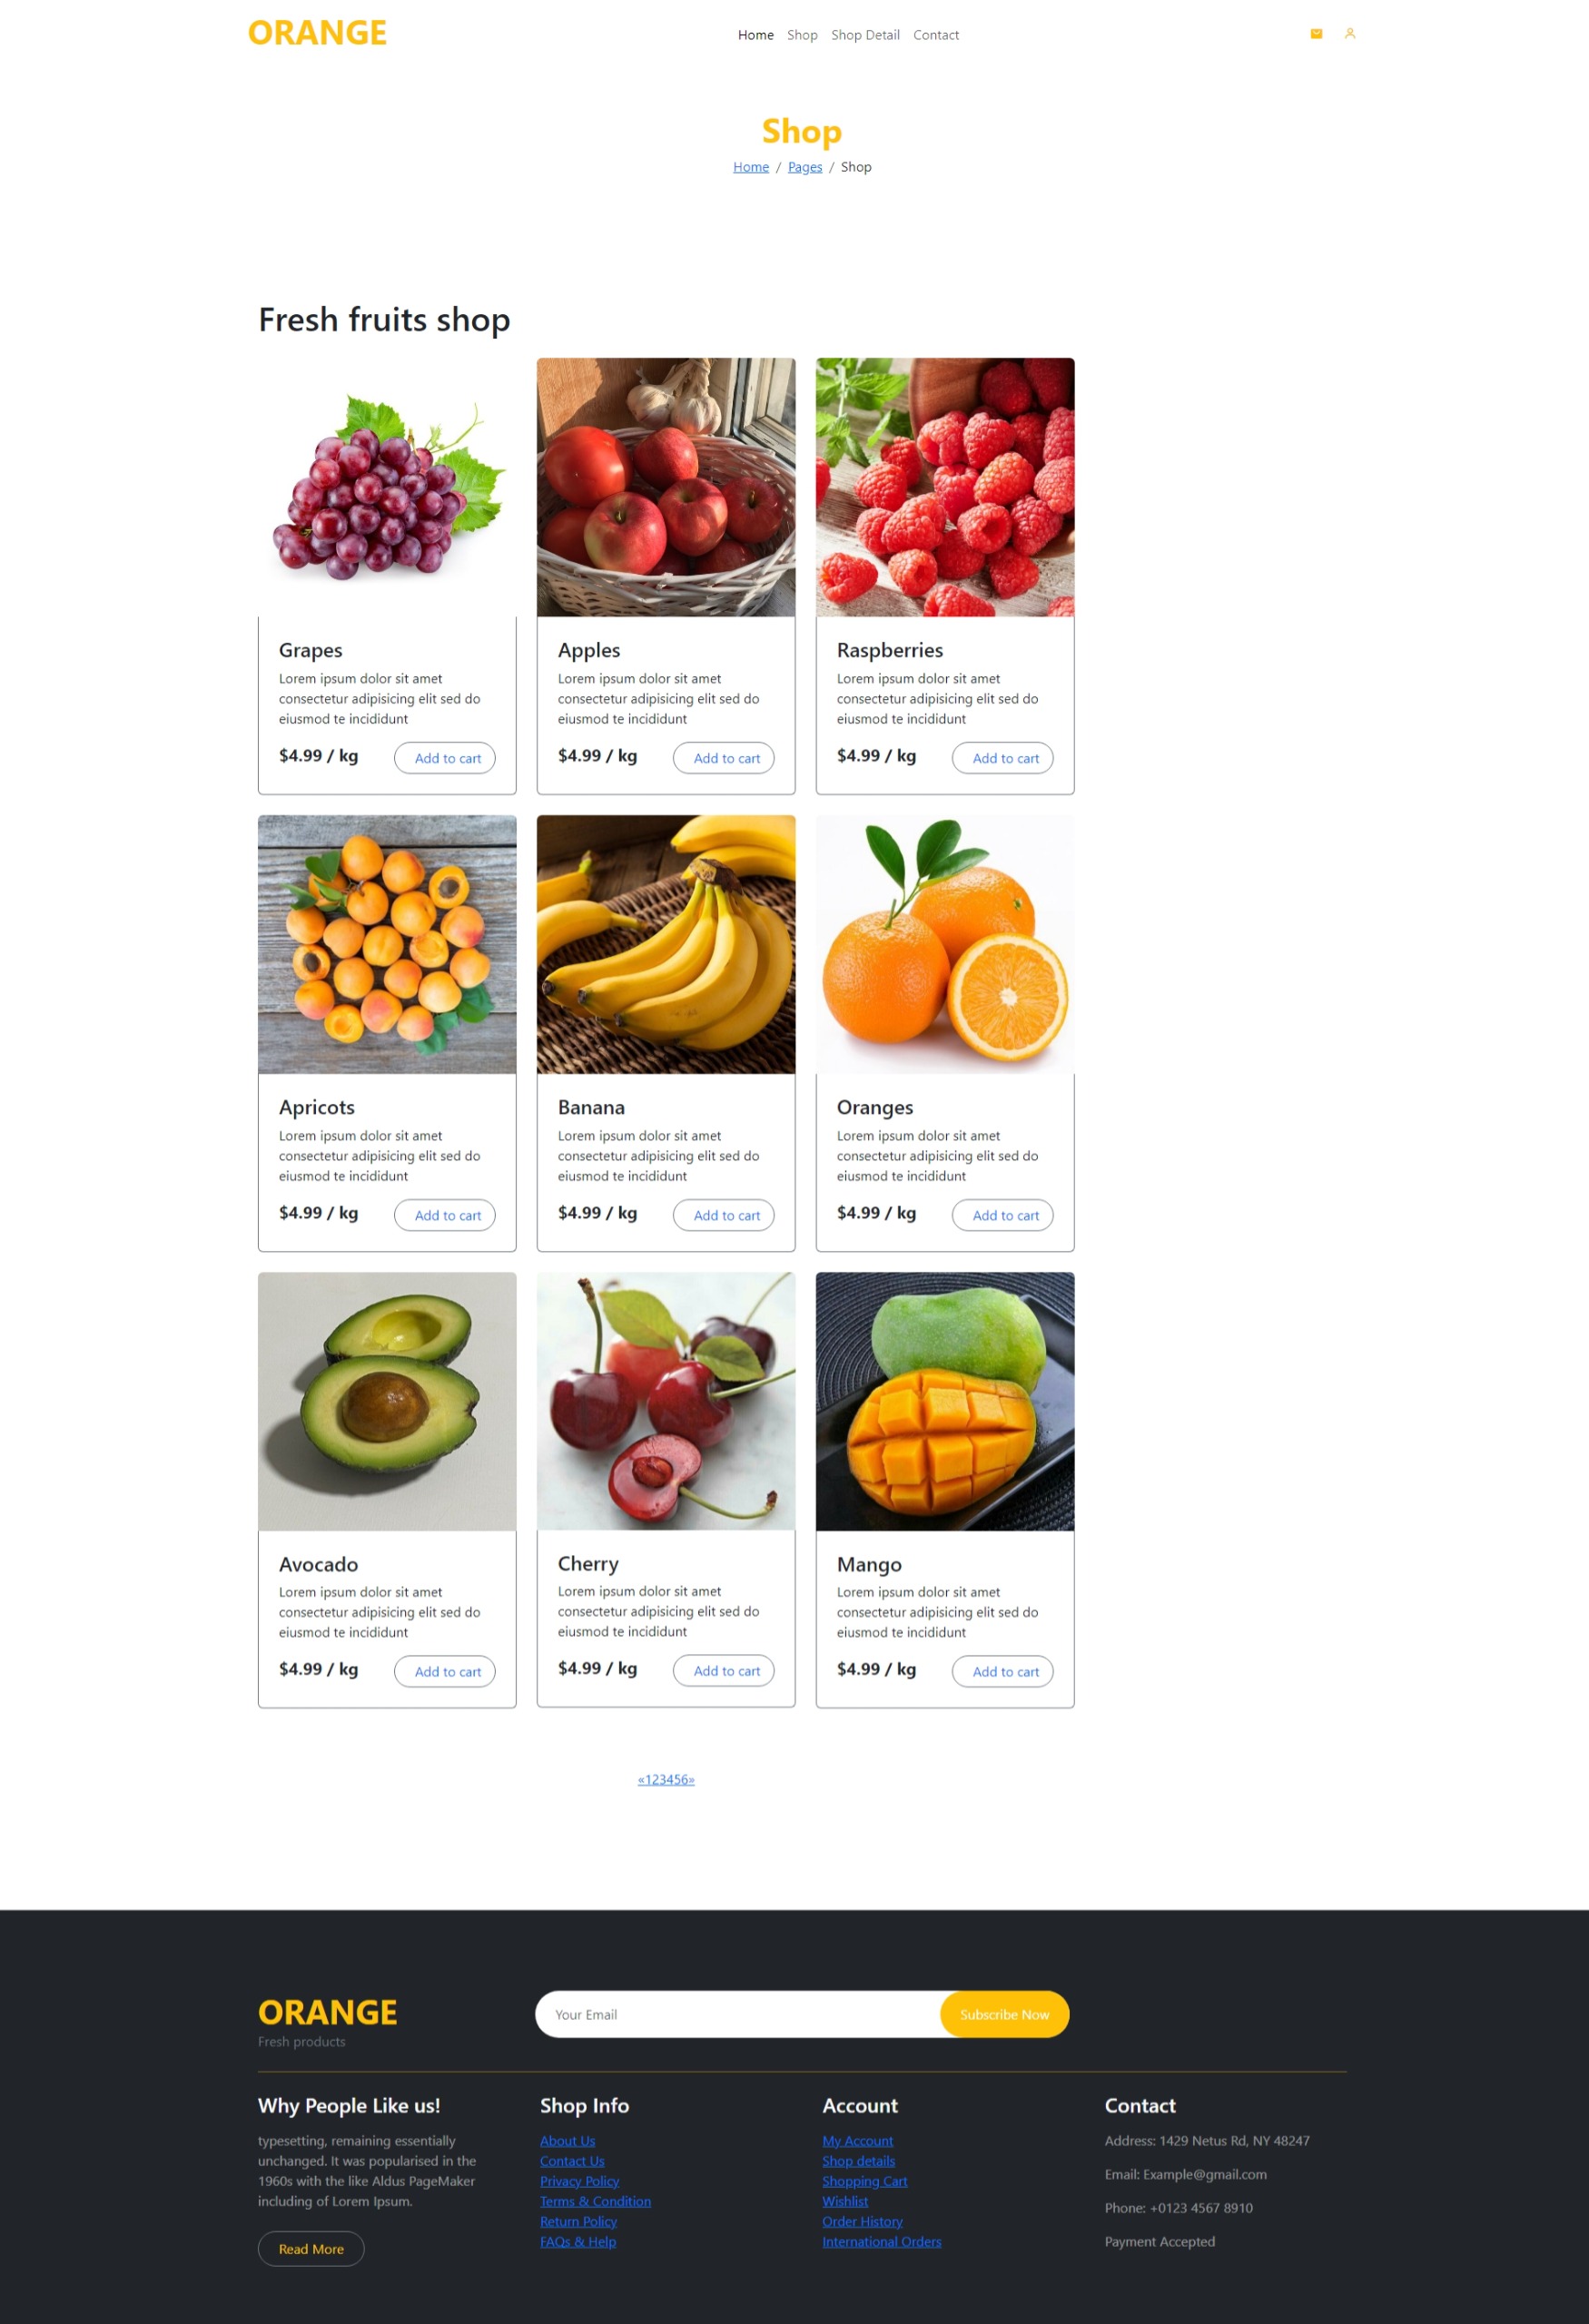 ORANGE
Home Shop Shop Detail Contact
Shop
Home / Pages / Shop
Fresh fruits shop
Grapes
Lorem ipsum dolor sit amet
consectetur adipisicing elit sed do
eiusmod te incididunt
$4.99 / kg Add to cart
Apples
Lorem ipsum dolor sit amet
consectetur adipisicing elit sed do
eiusmod te incididunt
$4.99 / kg Add to cart
Raspberries
Lorem ipsum dolor sit amet
consectetur adipisicing elit sed do
eiusmod te incididunt
$4.99 / kg Add to cart
Apricots
Lorem ipsum dolor sit amet
consectetur adipisicing elit sed do
eiusmod te incididunt
$4.99 / kg Add to cart
Banana
Lorem ipsum dolor sit amet
consectetur adipisicing elit sed do
eiusmod te incididunt
$4.99 / kg Add to cart
Oranges
Lorem ipsum dolor sit amet
consectetur adipisicing elit sed do
eiusmod te incididunt
$4.99 / kg Add to cart
Avocado
Lorem ipsum dolor sit amet
consectetur adipisicing elit sed do
eiusmod te incididunt
$4.99 / kg Add to cart
Cherry
Lorem ipsum dolor sit amet
consectetur adipisicing elit sed do
eiusmod te incididunt
$4.99 / kg Add to cart
Mango
Lorem ipsum dolor sit amet
consectetur adipisicing elit sed do
eiusmod te incididunt
$4.99 / kg Add to cart
«123456»
ORANGE
Fresh products
Your Email Subscribe Now
Why People Like us!
typesetting, remaining essentially
unchanged. It was popularised in the
1960s with the like Aldus PageMaker
including of Lorem Ipsum.
Read More
Shop Info
About Us
Contact Us
Privacy Policy
Terms & Condition
Return Policy
FAQs & Help
Account
My Account
Shop details
Shopping Cart
Wishlist
Order History
International Orders
Contact
Address: 1429 Netus Rd, NY 48247
Email: Example@gmail.com
Phone: +0123 4567 8910
Payment Accepted